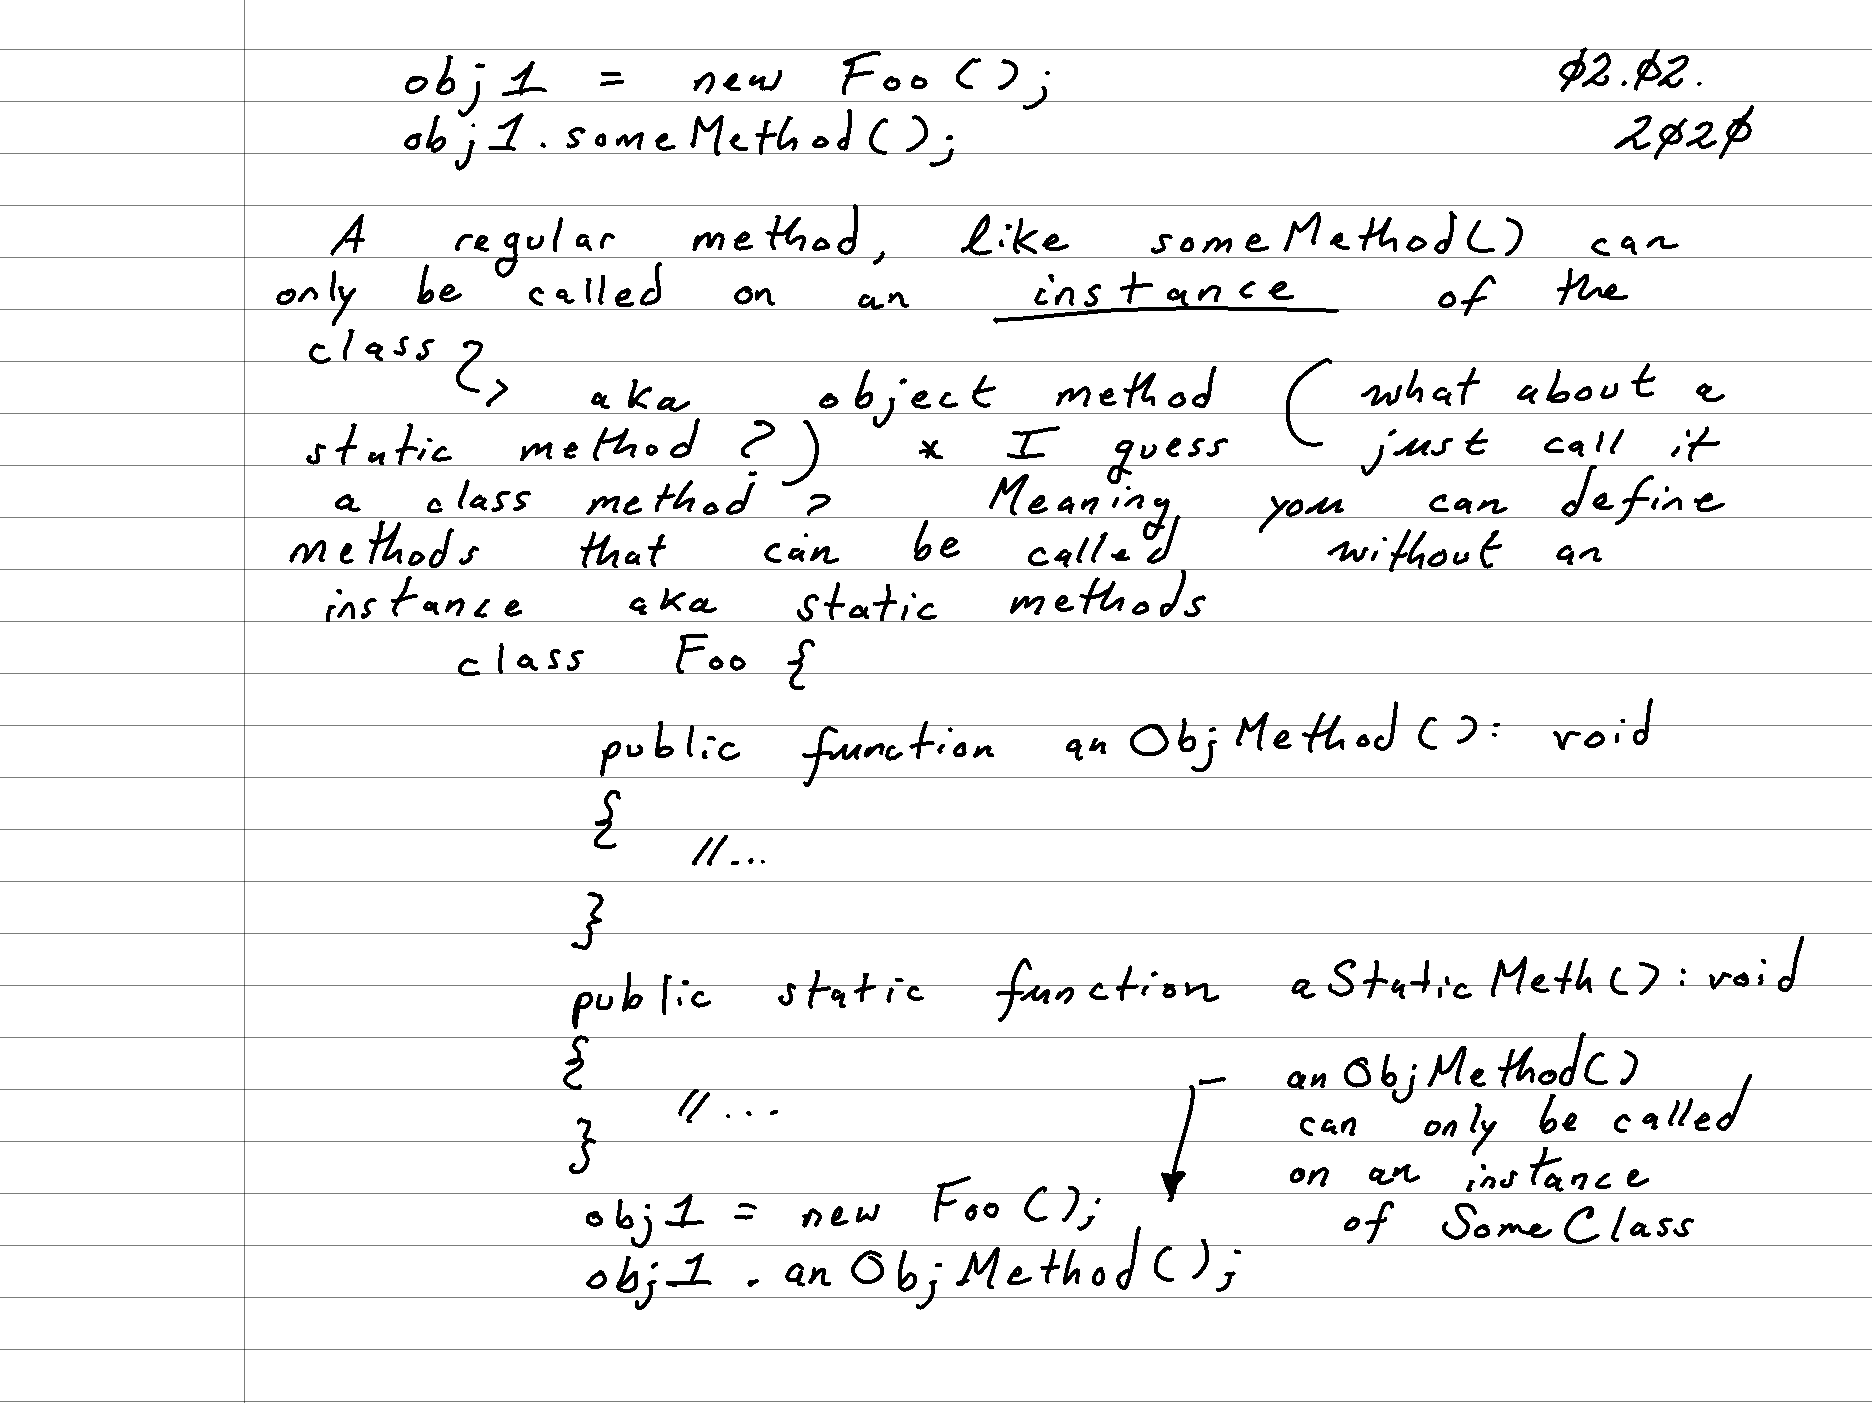 obj1 = new Foo(); ø2.ø2.
obj1.someMethod(); 2ø2ø
A regular method, like someMethod() can
only be called on an instance of the
class
aka object method (what about a
static method?) * I guess just call it
a class method? Meaning you can define
methods that can be called without an
instance aka static methods
class Foo {
public function anObjMethod(): void
{
//...
}
public static function aStaticMeth(): void
{
//...
}
anObjMethod()
can only be called
on an instance
of SomeClass
obj1 = new Foo();
obj1.anObjMethod();